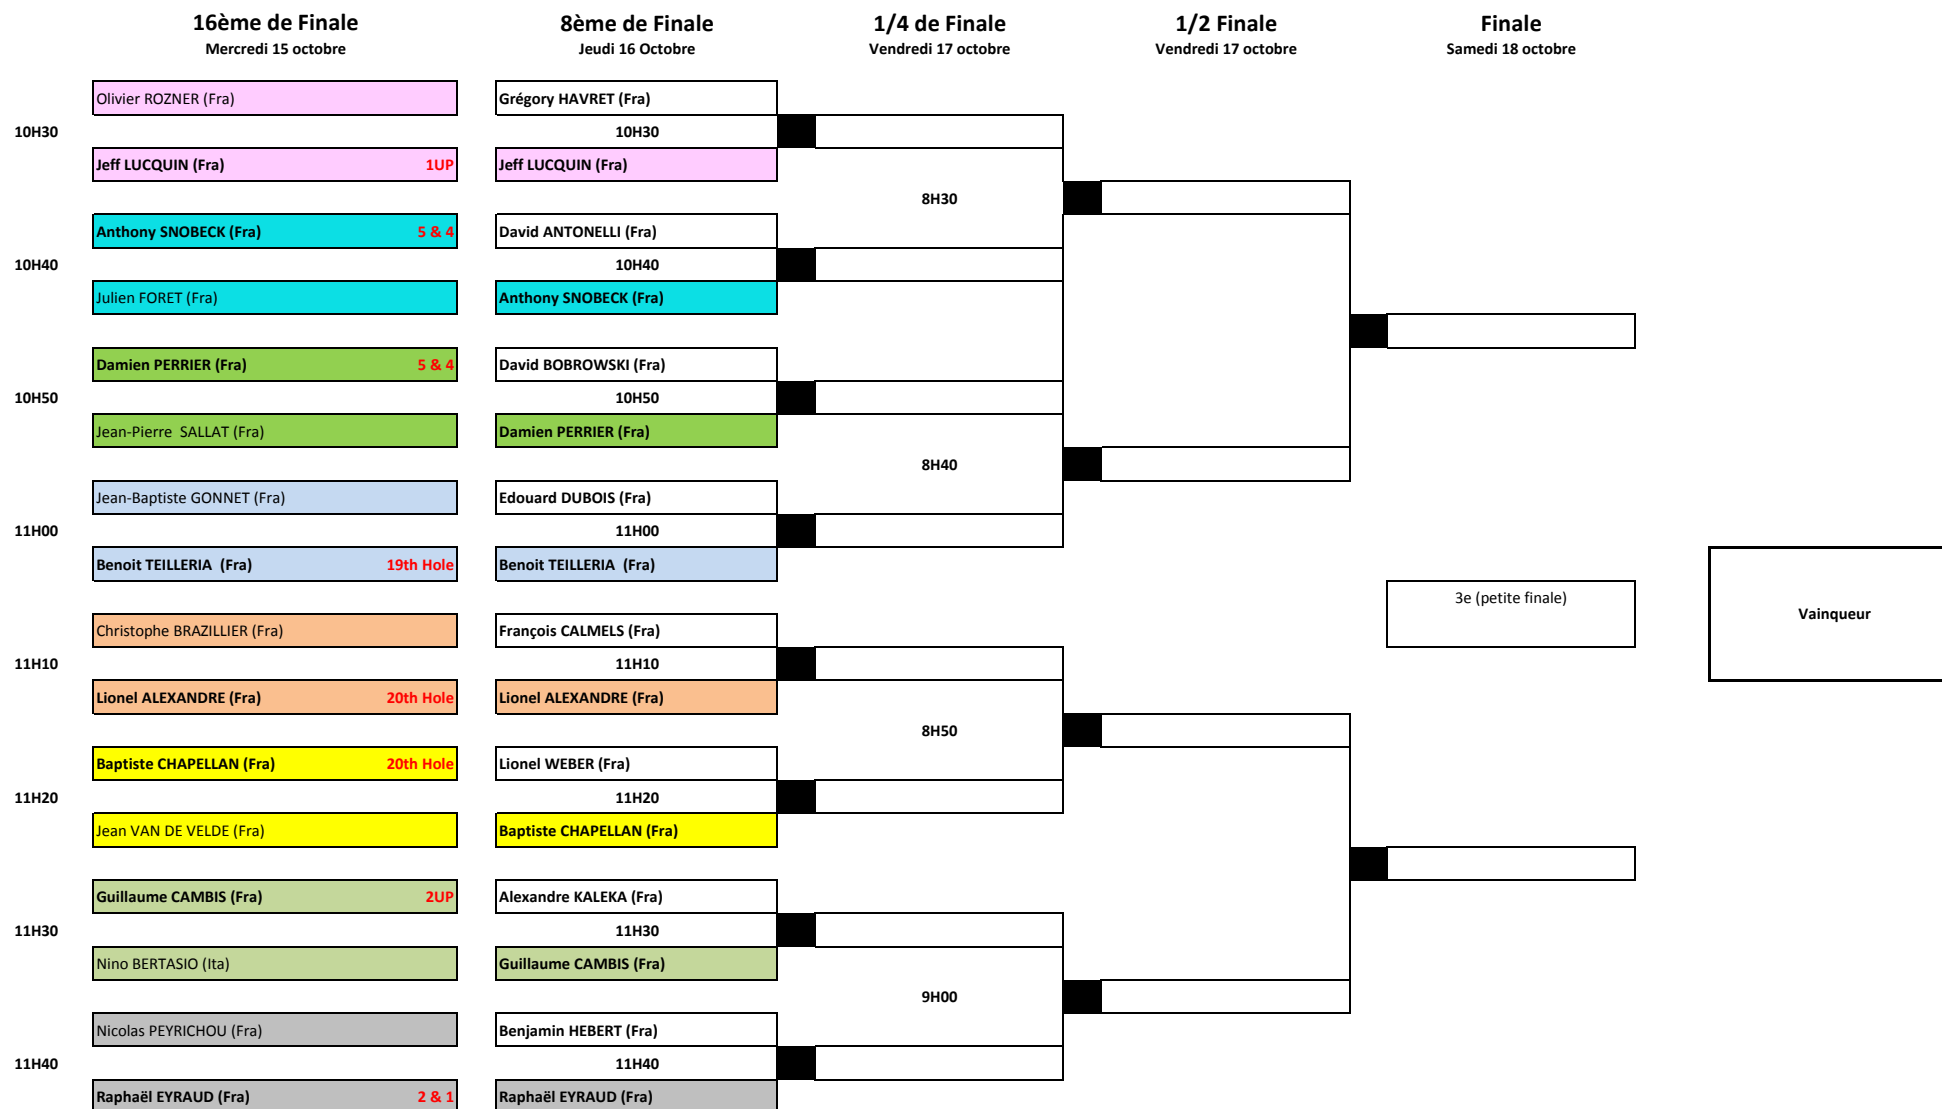 16ème de Finale 8ème de Finale 1/4 de Finale 1/2 Finale Finale
Mercredi 15 octobre Jeudi 16 Octobre Vendredi 17 octobre Vendredi 17 octobre Samedi 18 octobre
Olivier ROZNER (Fra) Grégory HAVRET (Fra)
10H30 10H30
Jeff LUCQUIN (Fra) 1UP Jeff LUCQUIN (Fra)
8H30
Anthony SNOBECK (Fra) 5 & 4 David ANTONELLI (Fra)
10H40 10H40
Julien FORET (Fra) Anthony SNOBECK (Fra)
Damien PERRIER (Fra) 5 & 4 David BOBROWSKI (Fra)
10H50 10H50
Jean-Pierre  SALLAT (Fra) Damien PERRIER (Fra)
8H40
Jean-Baptiste GONNET (Fra) Edouard DUBOIS (Fra)
11H00 11H00
Benoit TEILLERIA  (Fra) 19th Hole Benoit TEILLERIA  (Fra)
3e (petite finale)
Vainqueur
Christophe BRAZILLIER (Fra) François CALMELS (Fra)
11H10 11H10
Lionel ALEXANDRE (Fra) 20th Hole Lionel ALEXANDRE (Fra)
8H50
Baptiste CHAPELLAN (Fra) 20th Hole Lionel WEBER (Fra)
11H20 11H20
Jean VAN DE VELDE (Fra) Baptiste CHAPELLAN (Fra)
Guillaume CAMBIS (Fra) 2UP Alexandre KALEKA (Fra)
11H30 11H30
Nino BERTASIO (Ita) Guillaume CAMBIS (Fra)
9H00
Nicolas PEYRICHOU (Fra) Benjamin HEBERT (Fra)
11H40 11H40
Raphaël EYRAUD (Fra) 2 & 1 Raphaël EYRAUD (Fra)